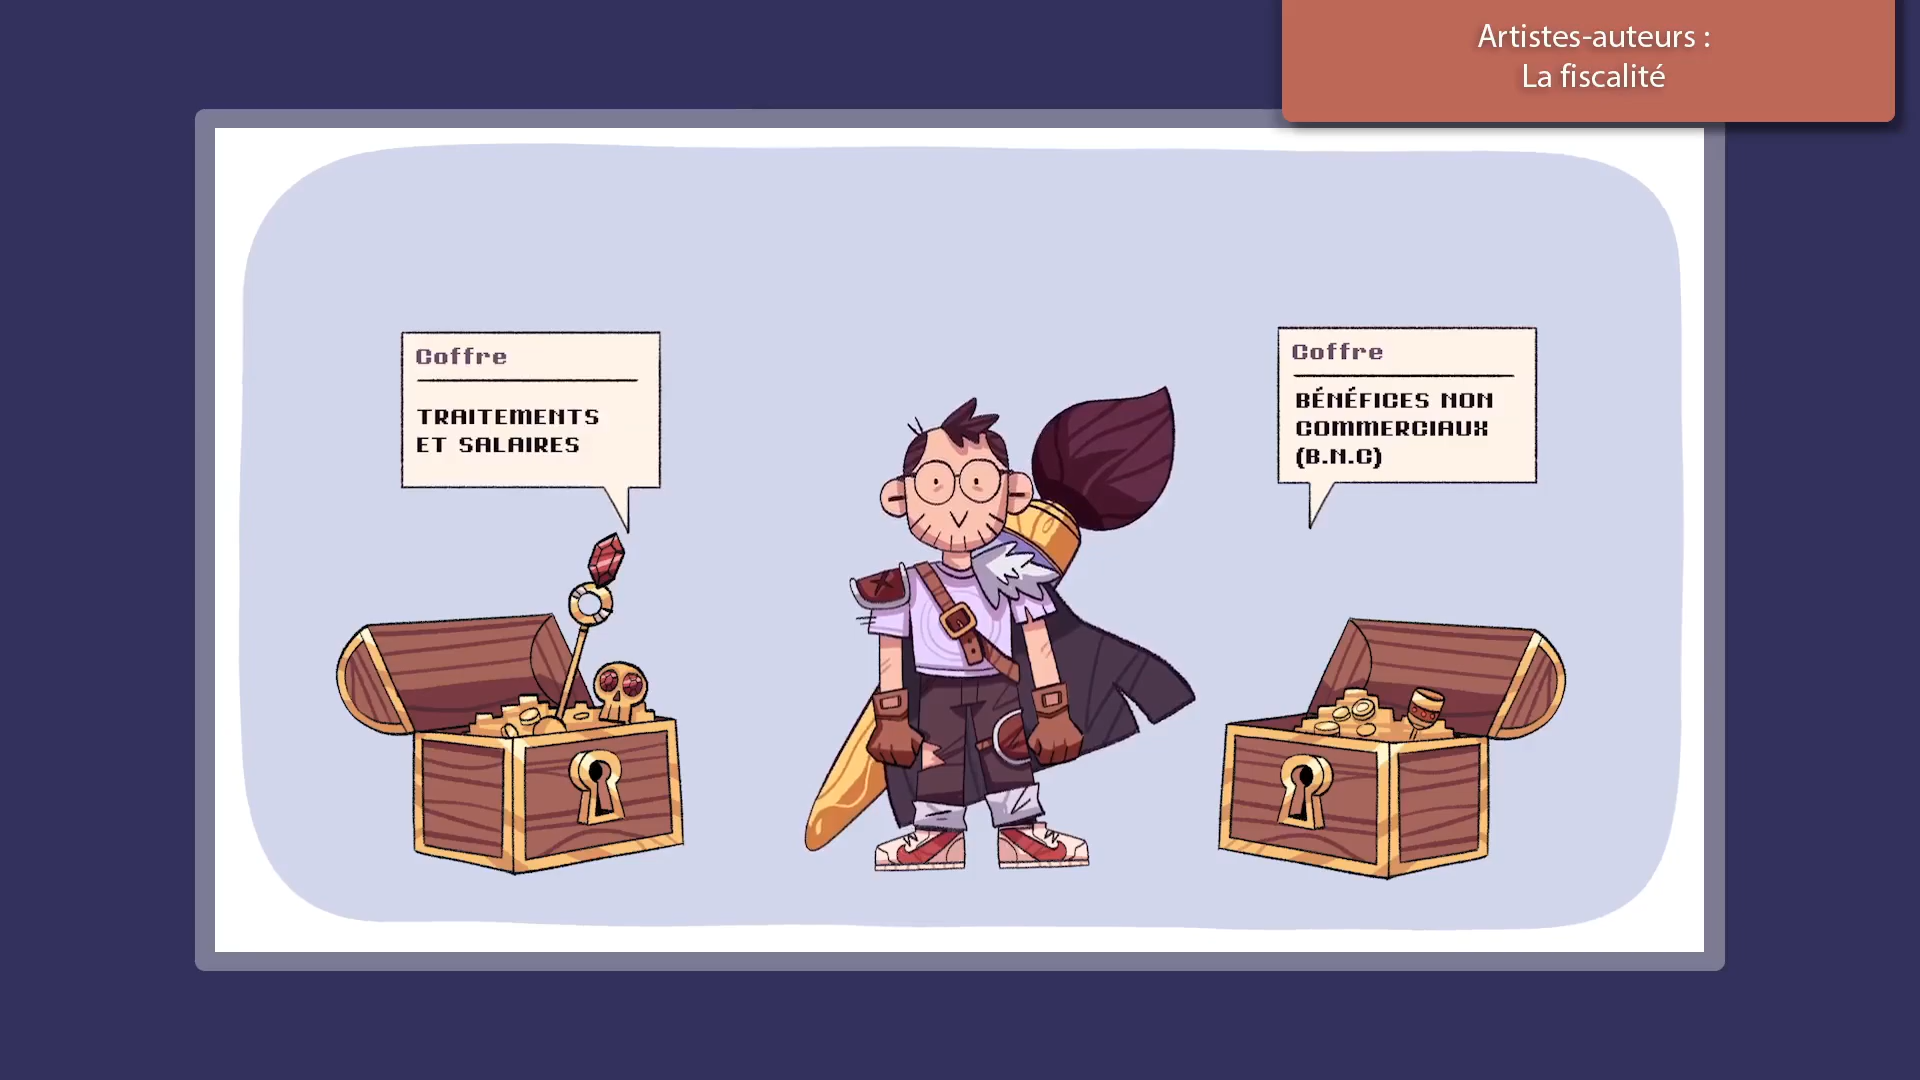 Artistes-auteurs :
La fiscalité
Coffre
TRAITEMENTS
ET SALAIRES
Coffre
BÉNÉFICES NON
COMMERCIAUX
(B.N.C)